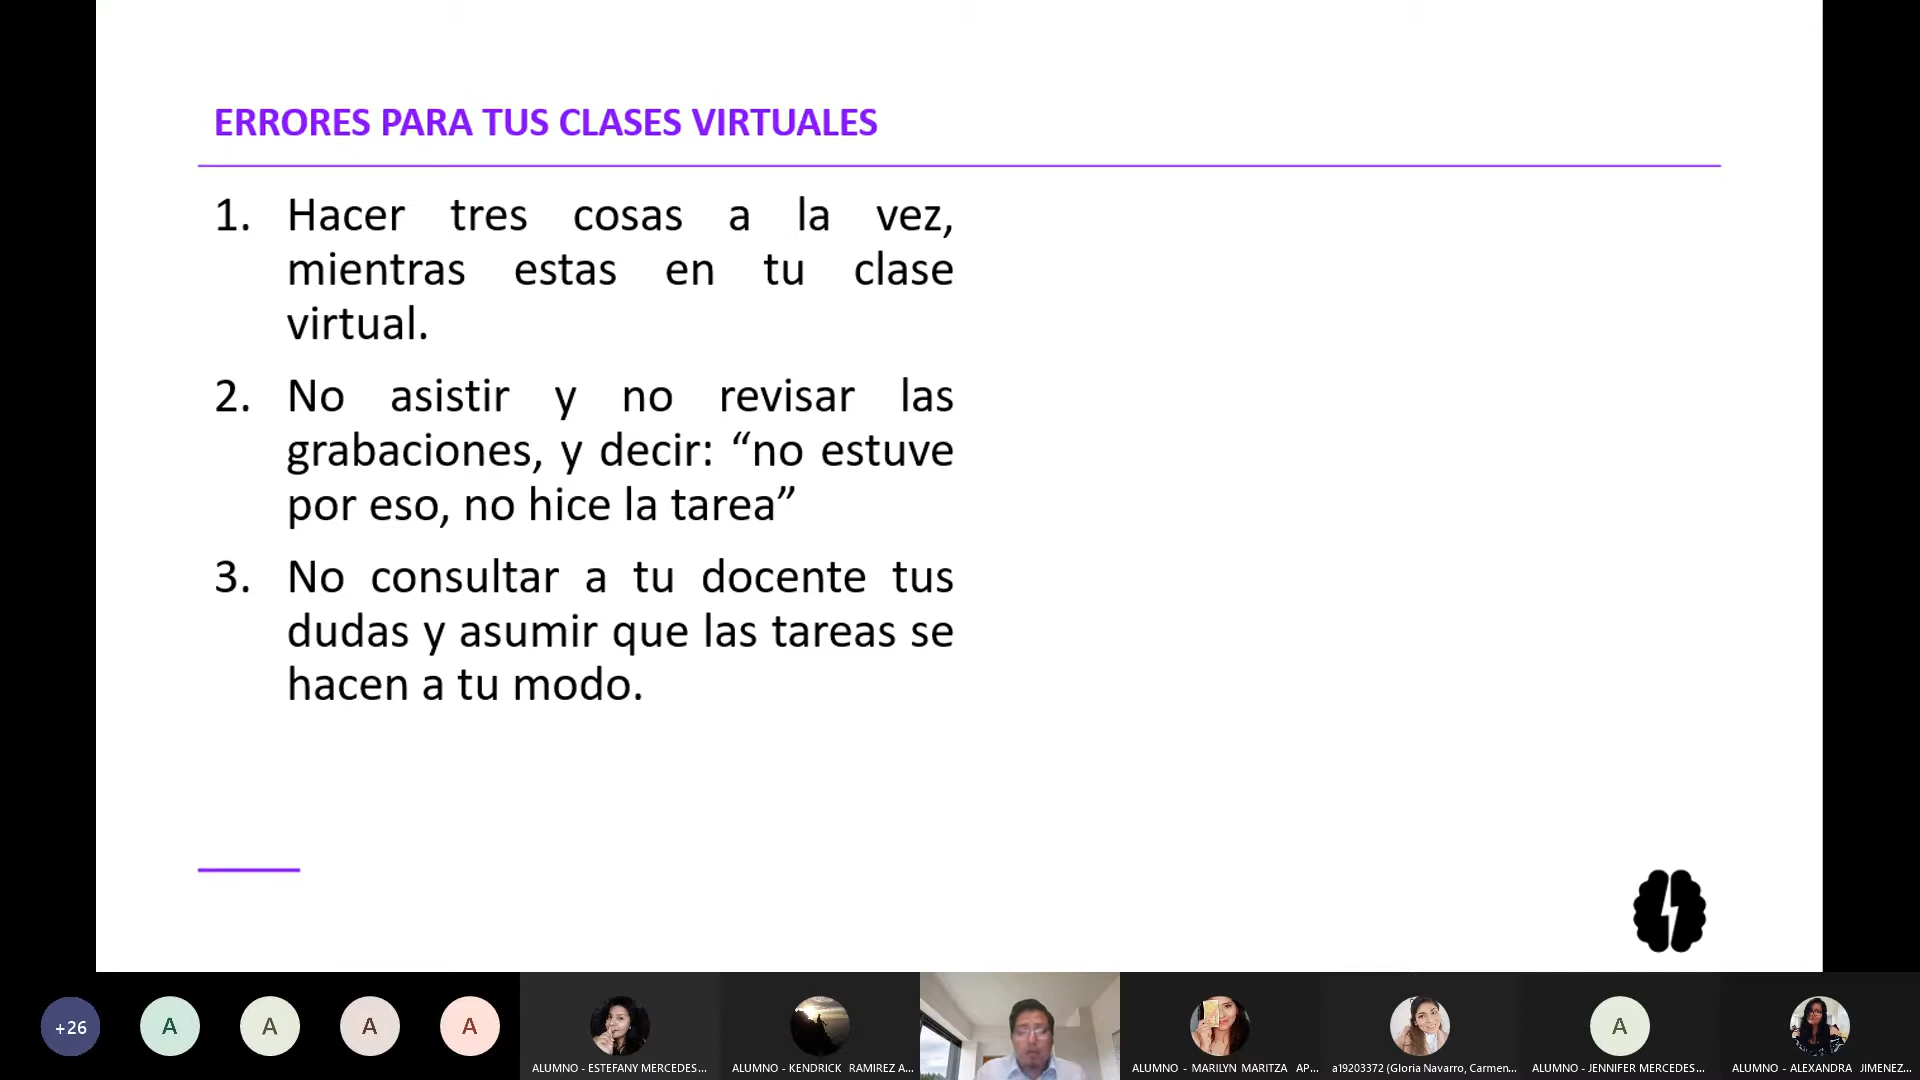 ERRORES PARA TUS CLASES VIRTUALES
1. Hacer tres cosas a la vez,
mientras estas en tu clase
virtual.
2. No asistir y no revisar las
grabaciones, y decir: “no estuve
por eso, no hice la tarea”
3. No consultar a tu docente tus
dudas y asumir que las tareas se
hacen a tu modo.
+26
A
A
A
A
A
ALUMNO - ESTEFANY MERCEDES...
ALUMNO - KENDRICK RAMIREZ A...
ALUMNO - MARILYN MARITZA AP...
a19203372 (Gloria Navarro, Carmen...
ALUMNO - JENNIFER MERCEDES...
ALUMNO - ALEXANDRA JIMENEZ...